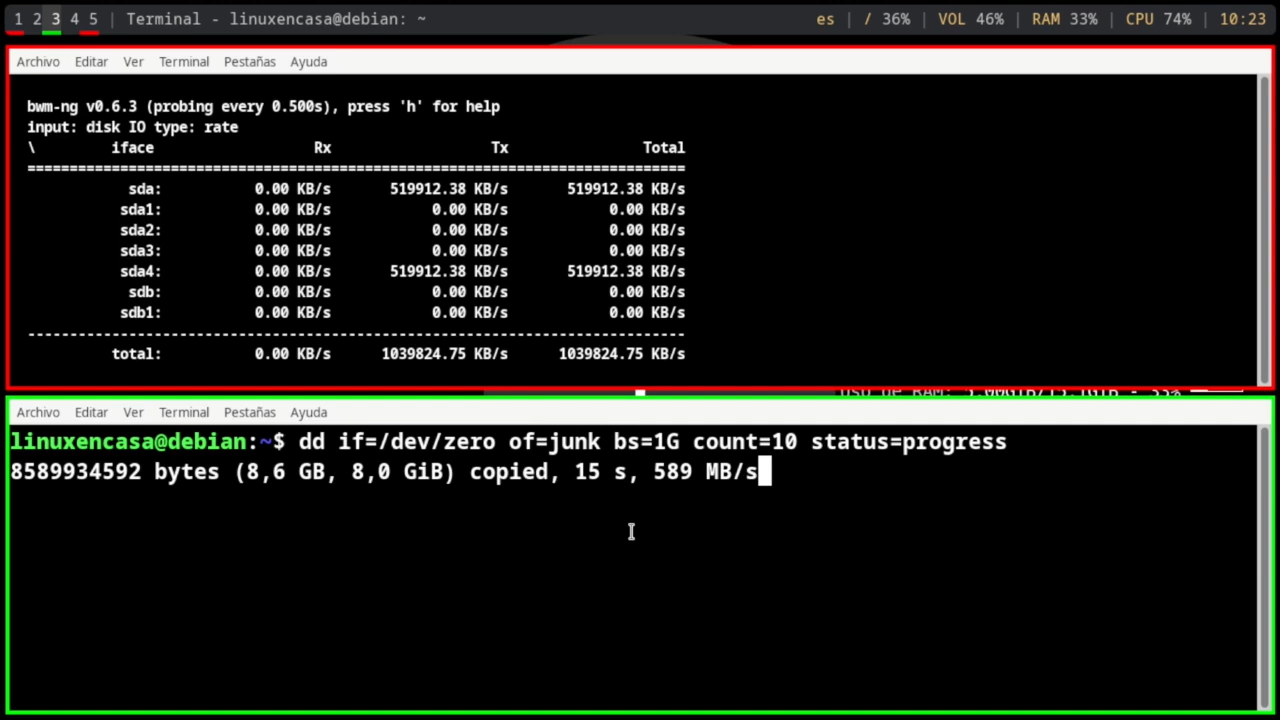 1 2 3 4 5 | Terminal - linuxencasa@debian: ~ es | / 36% | VOL 46% | RAM 33% | CPU 74% | 10:23
Archivo Editar Ver Terminal Pestañas Ayuda
bwm-ng v0.6.3 (probing every 0.500s), press 'h' for help
input: disk IO type: rate
\ iface Rx Tx Total
==============================================================================
sda: 0.00 KB/s 519912.38 KB/s 519912.38 KB/s
sda1: 0.00 KB/s 0.00 KB/s 0.00 KB/s
sda2: 0.00 KB/s 0.00 KB/s 0.00 KB/s
sda3: 0.00 KB/s 0.00 KB/s 0.00 KB/s
sda4: 0.00 KB/s 519912.38 KB/s 519912.38 KB/s
sdb: 0.00 KB/s 0.00 KB/s 0.00 KB/s
sdb1: 0.00 KB/s 0.00 KB/s 0.00 KB/s
------------------------------------------------------------------------------
total: 0.00 KB/s 1039824.75 KB/s 1039824.75 KB/s
Uso de RAM: - 33%
Archivo Editar Ver Terminal Pestañas Ayuda
linuxencasa@debian:~$ dd if=/dev/zero of=junk bs=1G count=10 status=progress
8589934592 bytes (8,6 GB, 8,0 GiB) copied, 15 s, 589 MB/s